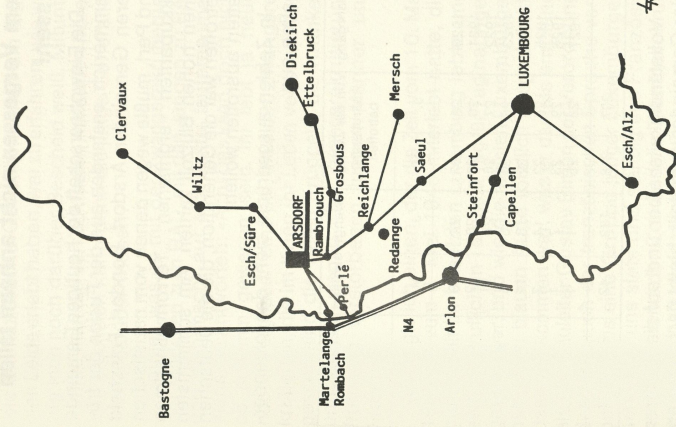 Clervaux
Wiltz
Esch/Sûre
Diekirch
Ettelbruck
ARSDORF
Rambrouch
Grosbous
Bastogne
Martelange
Rombach
Perlé
Reichlange
Redange
Mersch
Saeul
N4
Arlon
Steinfort
Capellen
LUXEMBOURG
Esch/Alz.